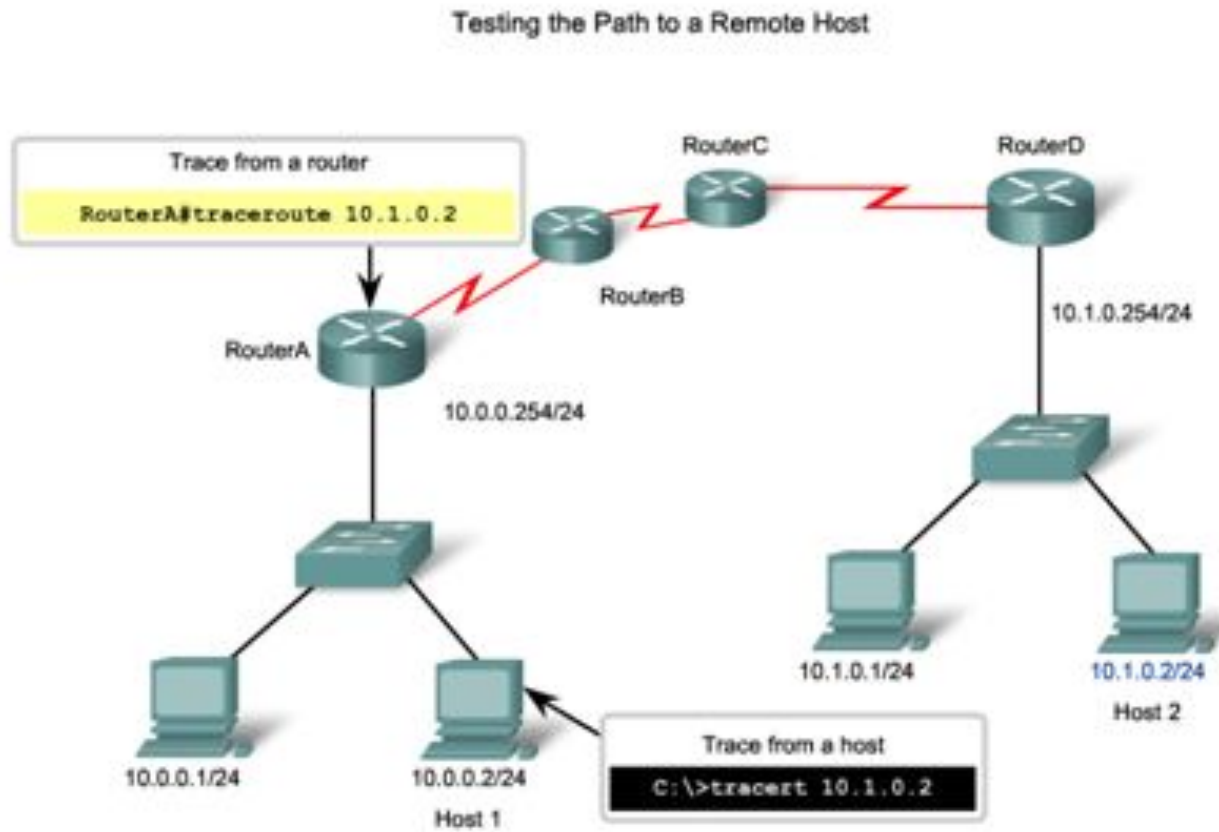 Testing the Path to a Remote Host
Trace from a router
RouterA#traceroute 10.1.0.2
RouterC
RouterD
RouterB
RouterA
10.1.0.254/24
10.0.0.254/24
10.1.0.1/24
10.1.0.2/24
Host 2
10.0.0.1/24
10.0.0.2/24
Host 1
Trace from a host
C:\>tracert 10.1.0.2